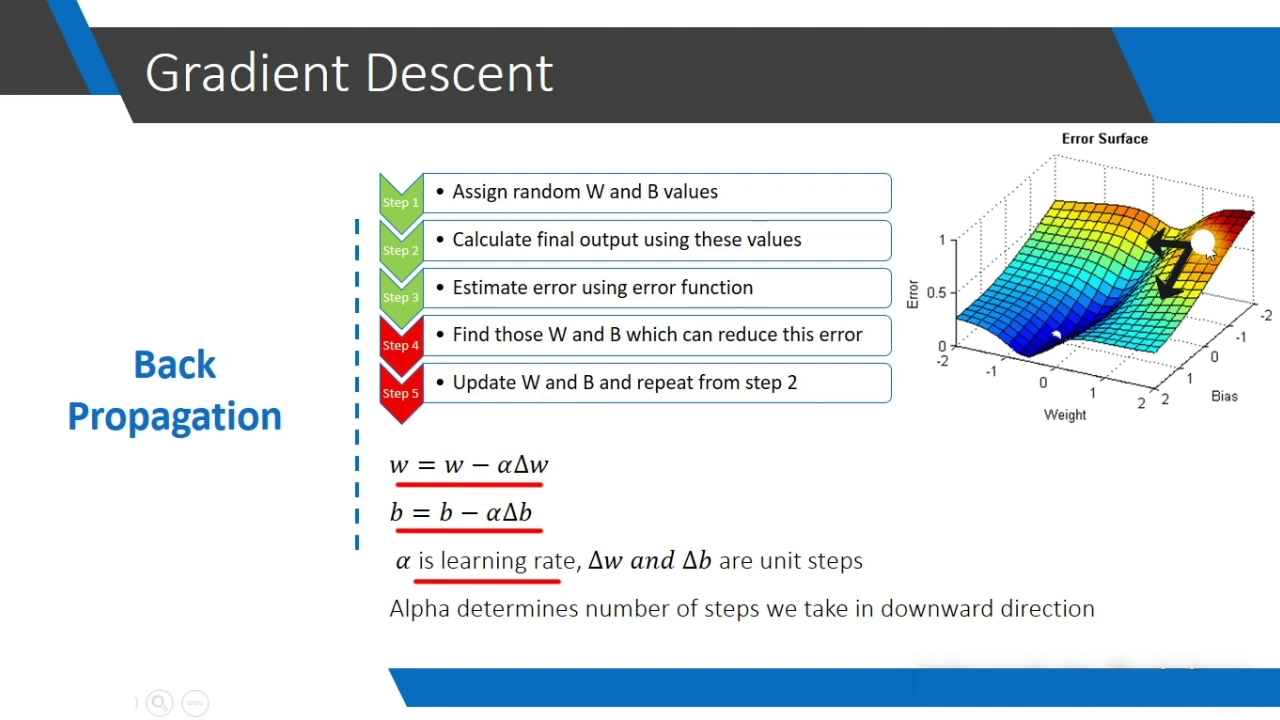 Gradient Descent
Back
Propagation
Step 1
• Assign random W and B values
Step 2
• Calculate final output using these values
Step 3
• Estimate error using error function
Step 4
• Find those W and B which can reduce this error
Step 5
• Update W and B and repeat from step 2
w = w − αΔw
b = b − αΔb
α is learning rate, Δw and Δb are unit steps
Alpha determines number of steps we take in downward direction
Error Surface
Error
1
0.5
0
-2
-1
0
1
2
Weight
2
1
0
-1
-2
Bias